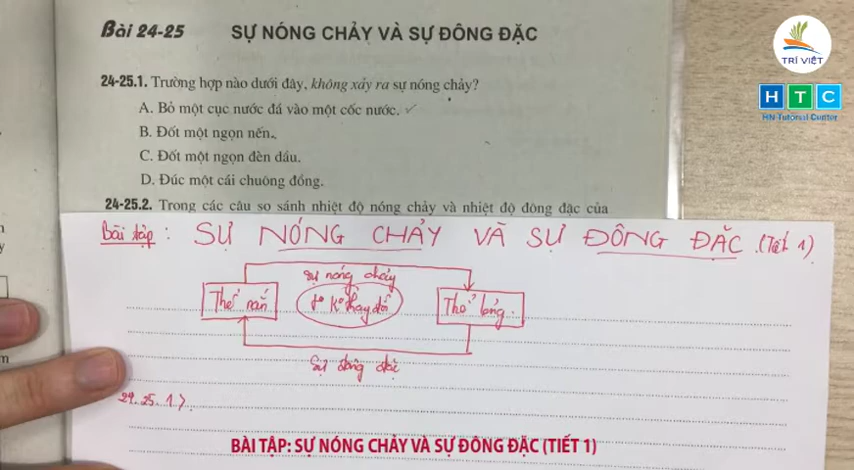 Bài 24-25 SỰ NÓNG CHẢY VÀ SỰ ĐÔNG ĐẶC
TRÍ VIỆT
HTC
HN Tutorial Center
24-25.1. Trường hợp nào dưới đây, không xảy ra sự nóng chảy?
A. Bỏ một cục nước đá vào một cốc nước.
B. Đốt một ngọn nến.
C. Đốt một ngọn đèn dầu.
D. Đúc một cái chuông đồng.
24-25.2. Trong các câu so sánh nhiệt độ nóng chảy và nhiệt độ đông đặc của
Bài tập: SỰ NÓNG CHẢY VÀ SỰ ĐÔNG ĐẶC (Tiết 1)
Sự nóng chảy
Thể rắn t° K° thay đổi Thể lỏng
Sự đông đặc
24.25.1>
BÀI TẬP: SỰ NÓNG CHẢY VÀ SỰ ĐÔNG ĐẶC (TIẾT 1)